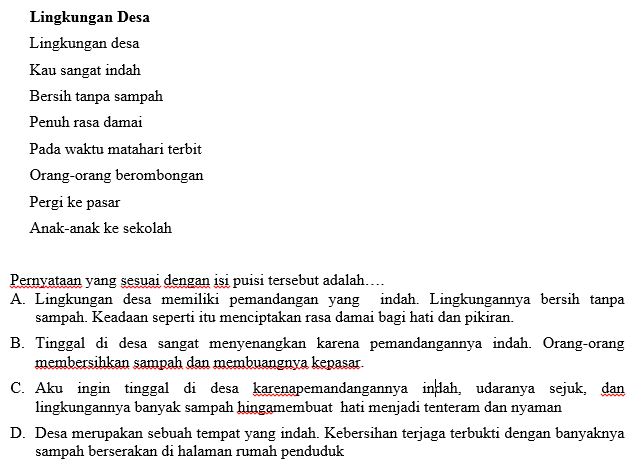 Lingkungan Desa
Lingkungan desa
Kau sangat indah
Bersih tanpa sampah
Penuh rasa damai
Pada waktu matahari terbit
Orang-orang berombongan
Pergi ke pasar
Anak-anak ke sekolah
Pernyataan yang sesuai dengan isi puisi tersebut adalah….
A. Lingkungan desa memiliki pemandangan yang indah. Lingkungannya bersih tanpa
sampah. Keadaan seperti itu menciptakan rasa damai bagi hati dan pikiran.
B. Tinggal di desa sangat menyenangkan karena pemandangannya indah. Orang-orang
membersihkan sampah dan membuangnya kepasar.
C. Aku ingin tinggal di desa karenapemandangannya indah, udaranya sejuk, dan
lingkungannya banyak sampah hingamembuat hati menjadi tenteram dan nyaman
D. Desa merupakan sebuah tempat yang indah. Kebersihan terjaga terbukti dengan banyaknya
sampah berserakan di halaman rumah penduduk